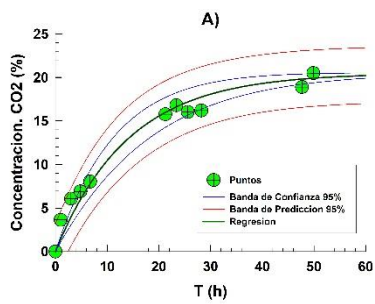 A)
Concentracion. CO2 (%)
25
20
15
10
5
0
0 10 20 30 40 50 60
T (h)
Puntos
Banda de Confianza 95%
Banda de Prediccion 95%
Regresion